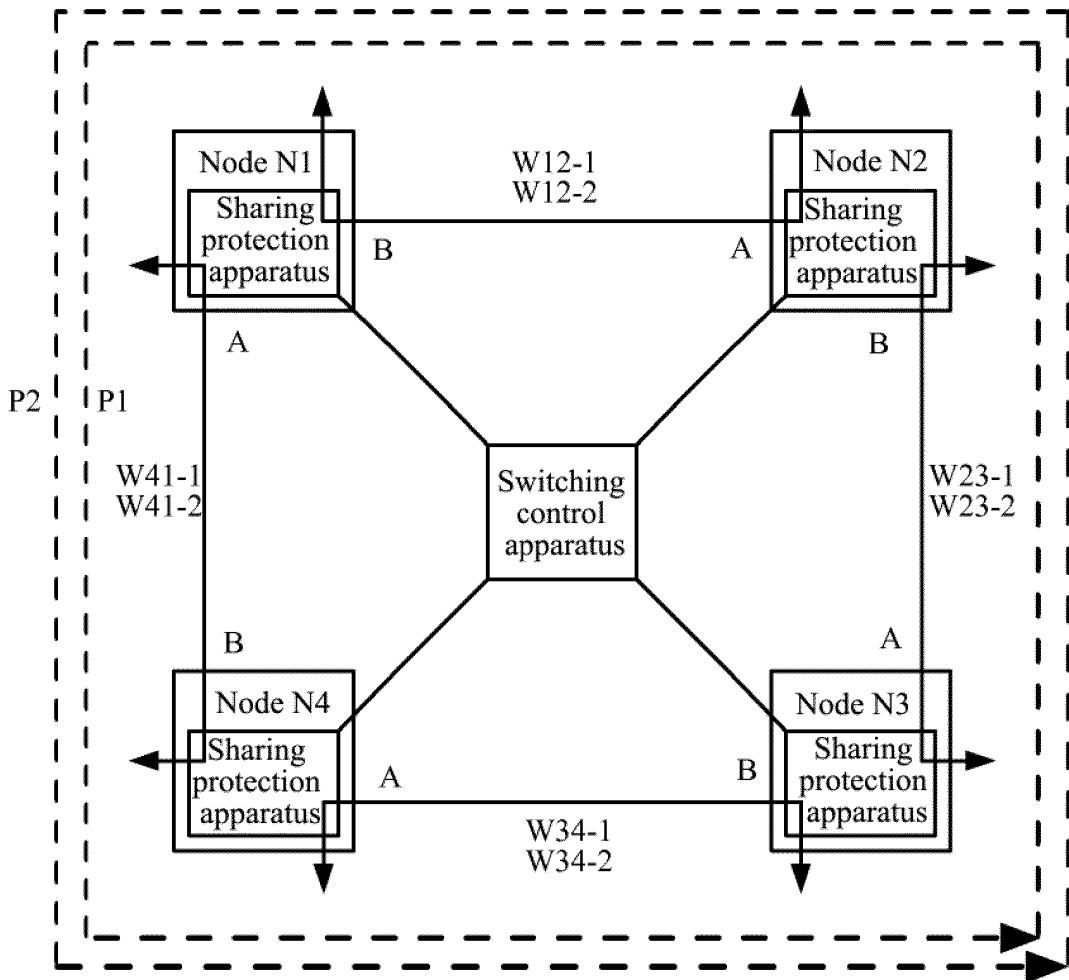 Node N1
Sharing
protection
apparatus
B
A
W12-1
W12-2
Node N2
Sharing
protection
apparatus
A
B
P2
P1
W41-1
W41-2
Switching
control
apparatus
W23-1
W23-2
B
Node N4
Sharing
protection
apparatus
A
W34-1
W34-2
A
Node N3
Sharing
protection
apparatus
B